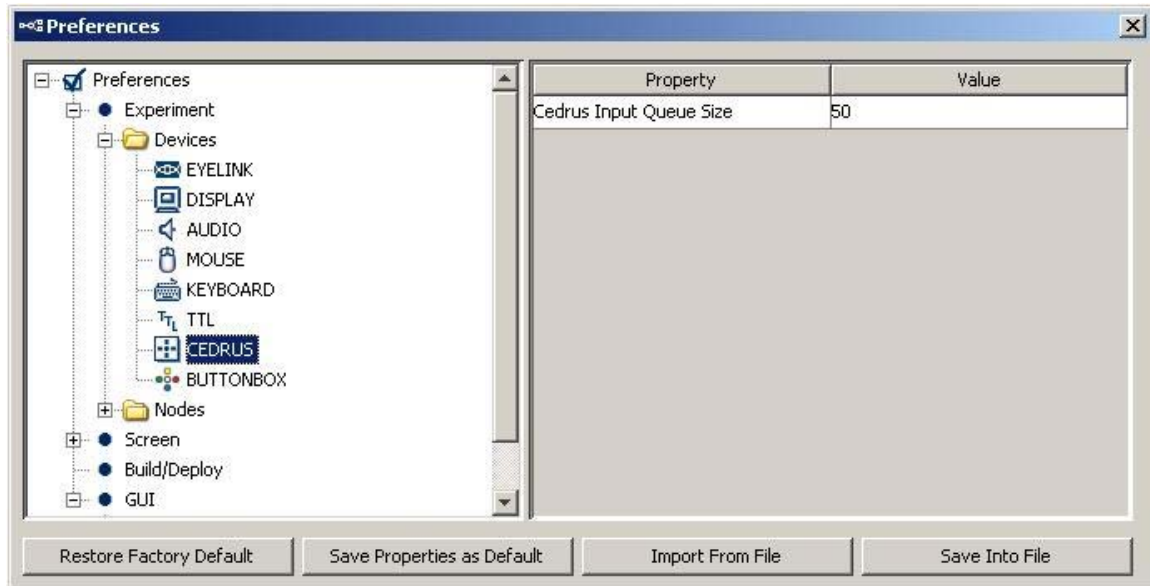 Preferences
Preferences
Experiment
Devices
EYELINK
DISPLAY
AUDIO
MOUSE
KEYBOARD
TTL TTL
CEDRUS
BUTTONBOX
Nodes
Screen
Build/Deploy
GUI
Property Value
Cedrus Input Queue Size 50
Restore Factory Default Save Properties as Default Import From File Save Into File